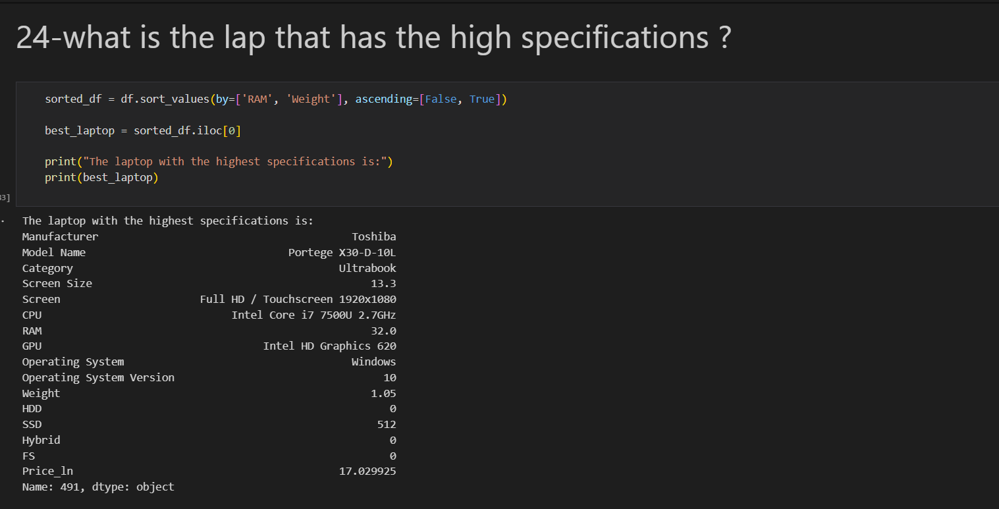 24-what is the lap that has the high specifications ?
sorted_df = df.sort_values(by=['RAM', 'Weight'], ascending=[False, True])
best_laptop = sorted_df.iloc[0]
print("The laptop with the highest specifications is:")
print(best_laptop)
3]
The laptop with the highest specifications is:
Manufacturer Toshiba
Model Name Portege X30-D-10L
Category Ultrabook
Screen Size 13.3
Screen Full HD / Touchscreen 1920x1080
CPU Intel Core i7 7500U 2.7GHz
RAM 32.0
GPU Intel HD Graphics 620
Operating System Windows
Operating System Version 10
Weight 1.05
HDD 0
SSD 512
Hybrid 0
FS 0
Price_ln 17.029925
Name: 491, dtype: object